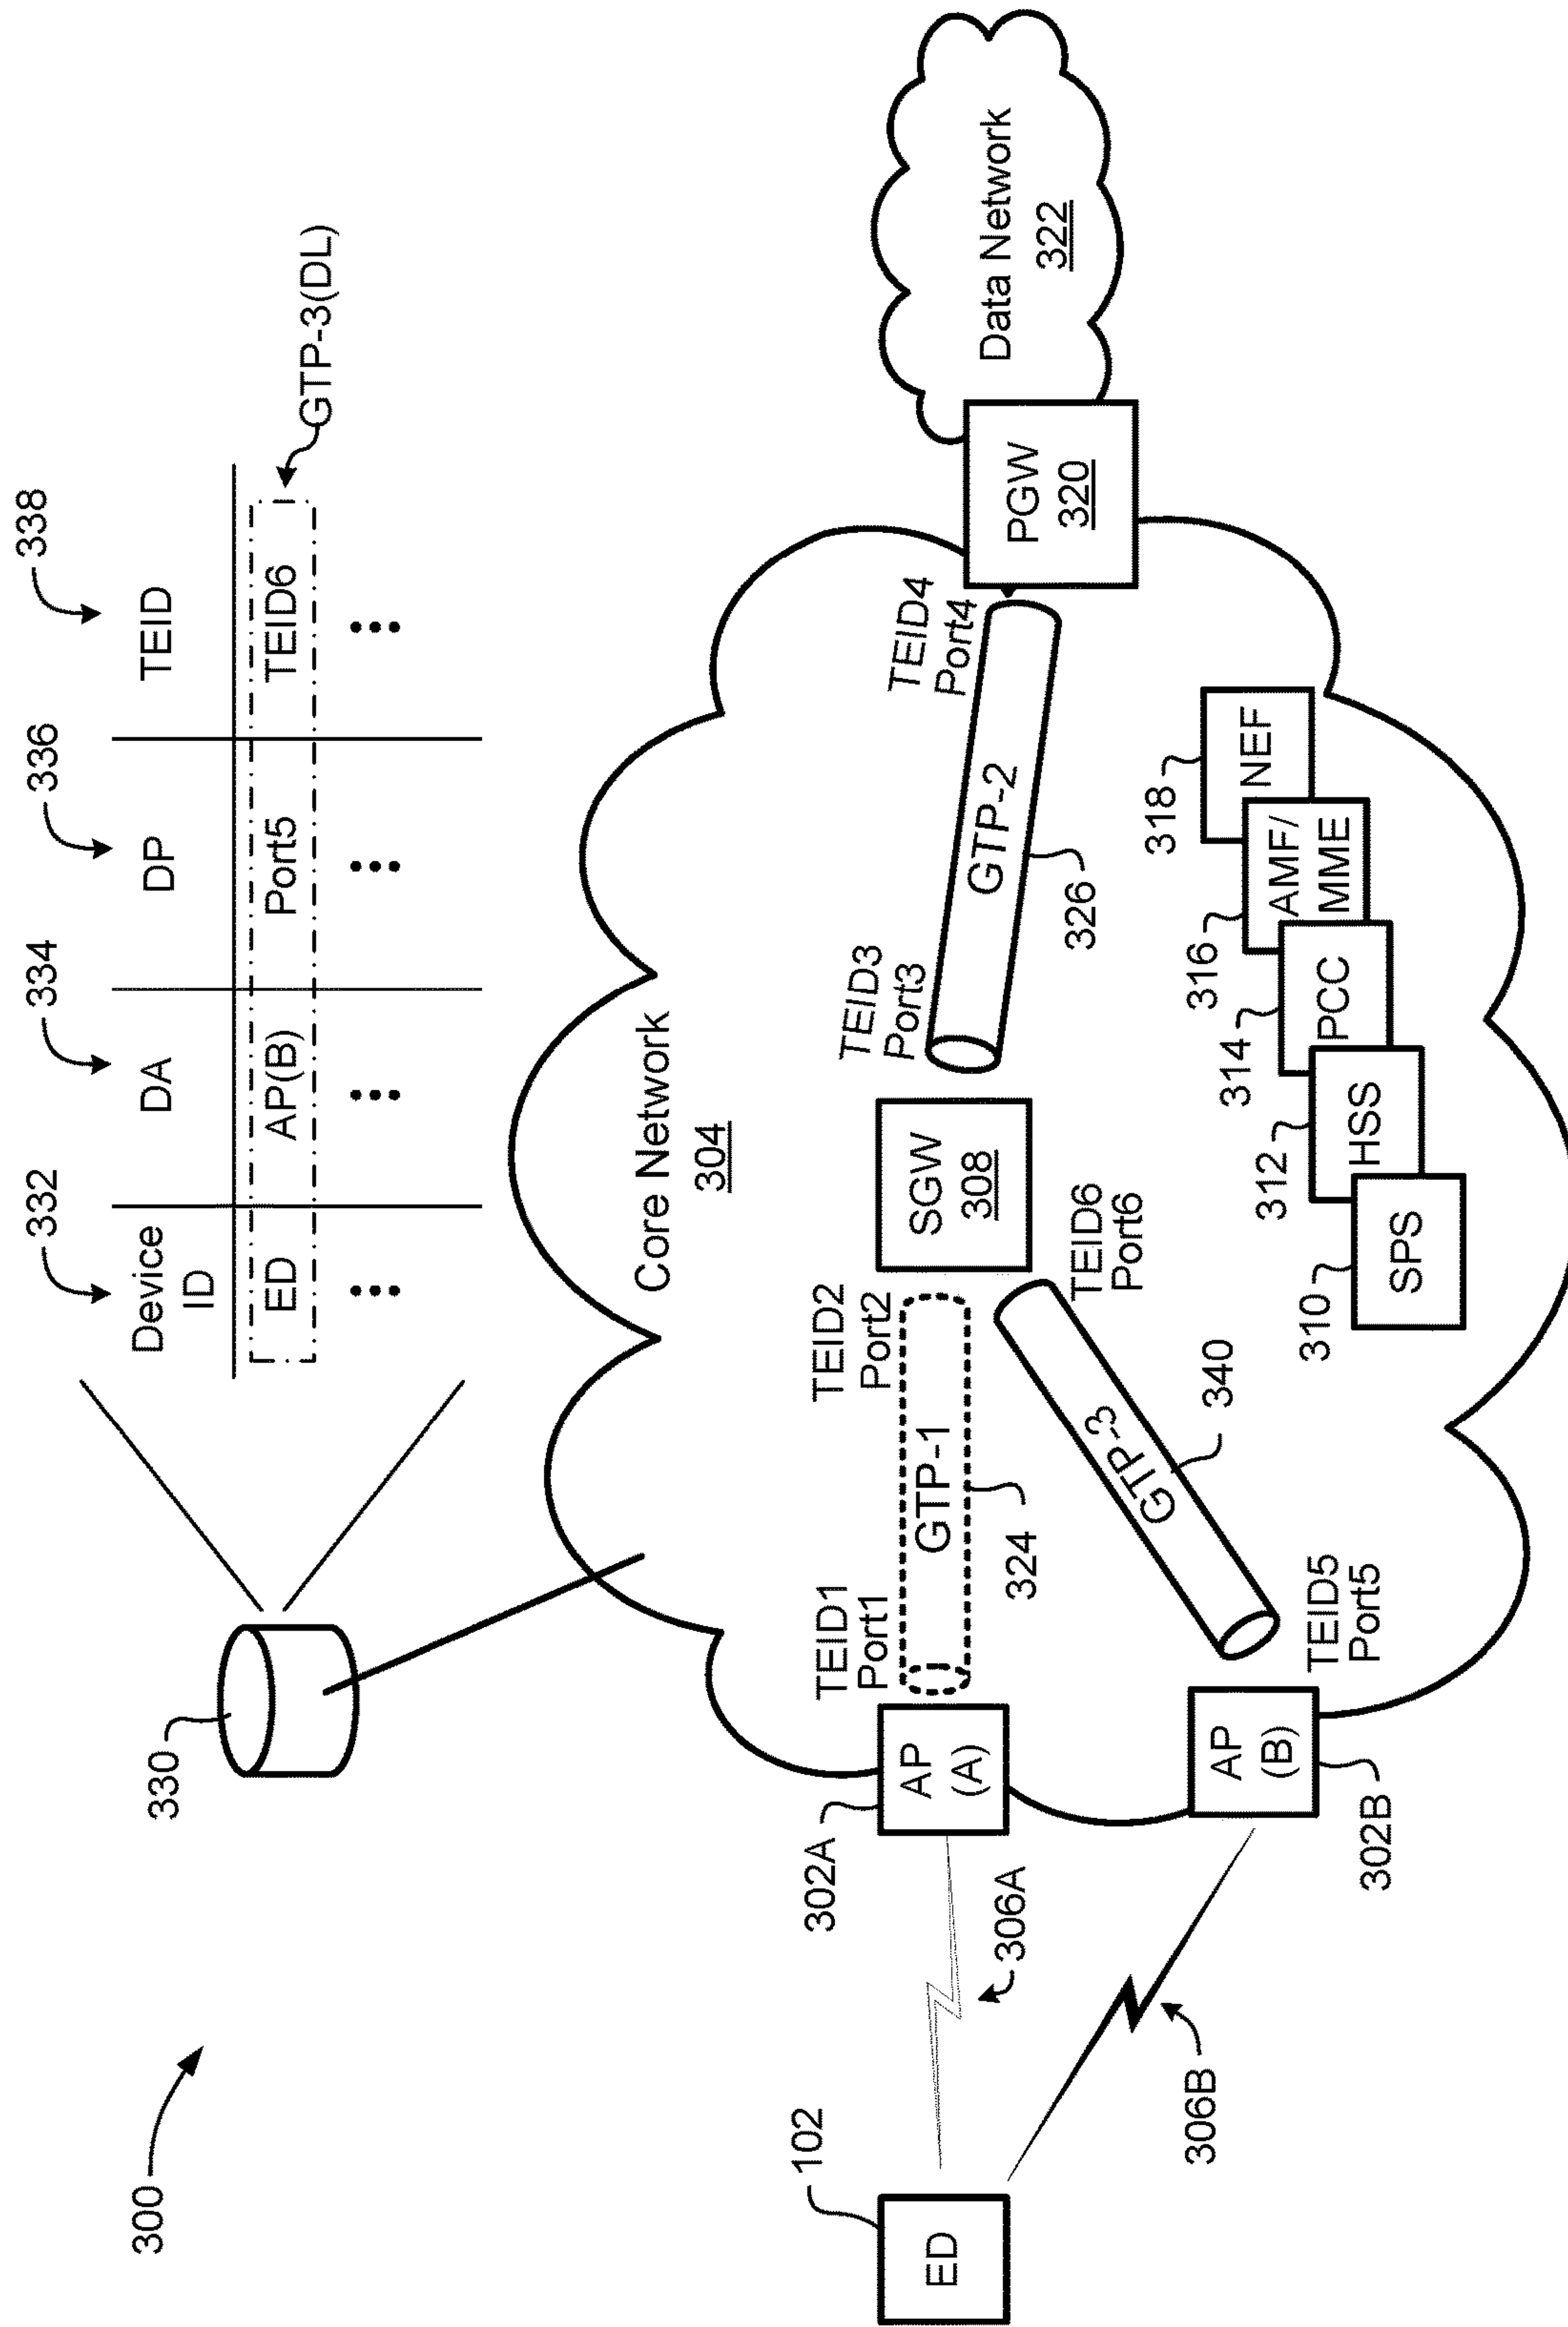 300
330
332
334
336
338
Device
ID
DA
DP
TEID
ED
AP(B)
Port5
TEID6
GTP-3(DL)
•••
•••
•••
•••
Core Network
304
102
ED
306A
306B
302A
AP
(A)
302B
AP
(B)
TEID1
Port1
GTP-1
324
TEID2
Port2
TEID5
Port5
GTP-3
340
TEID6
Port6
SGW
308
TEID3
Port3
GTP-2
326
TEID4
Port4
PGW
320
Data Network
322
310
SPS
312
HSS
314
PCC
316
AMF/
MME
318
NEF